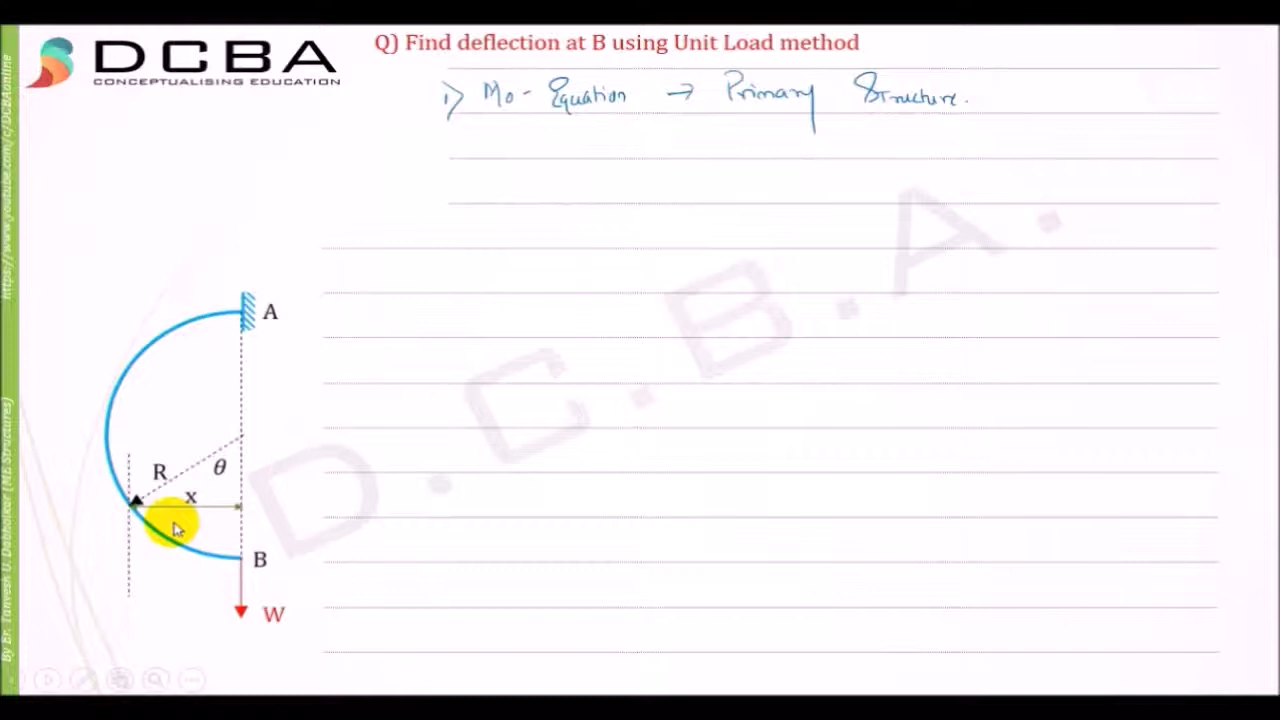 DCBA
CONCEPTUALISING EDUCATION
Q) Find deflection at B using Unit Load method
1) Mo - Equation → Primary Structure.
A
R
θ
x
B
W
D.C.B.A.
By Er. Tanvesh U. Dabholkar (ME Structures)
https://www.youtube.com/c/DCBAonline